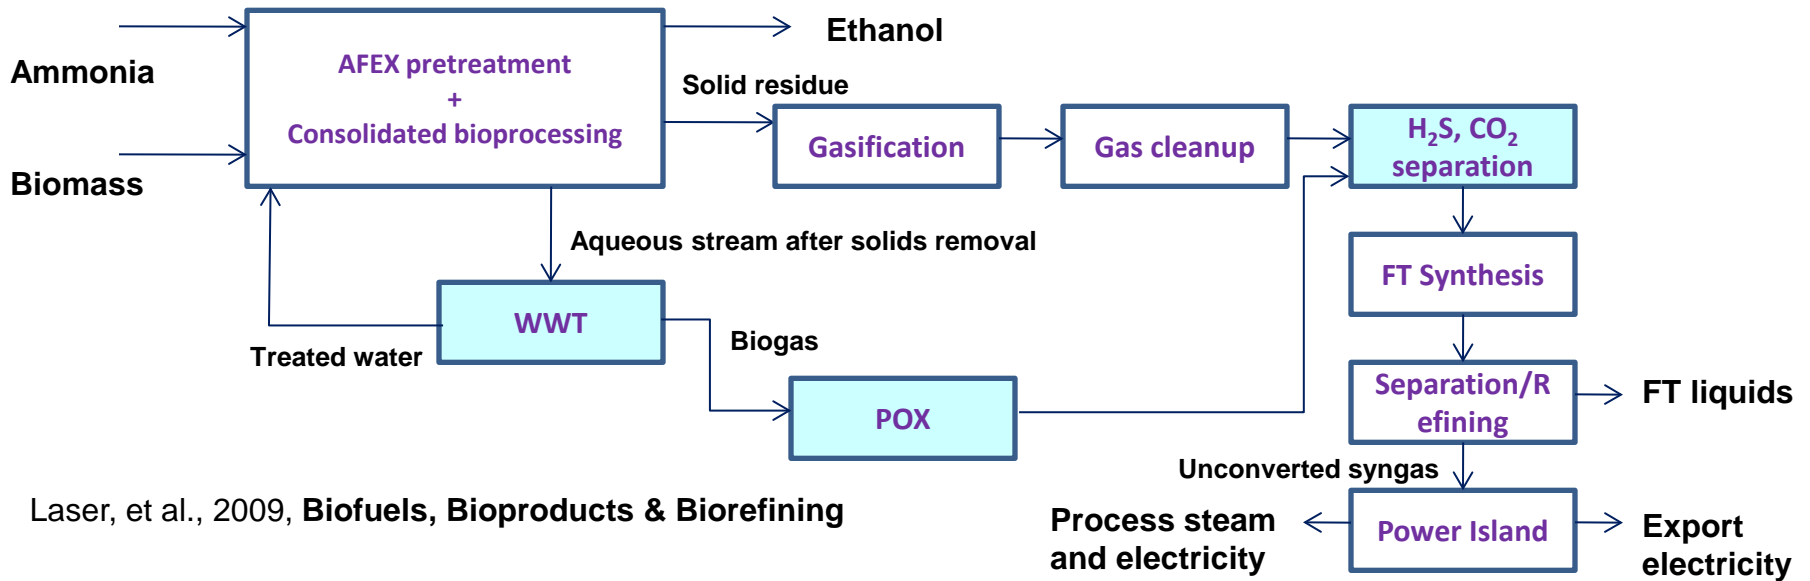 Ammonia
Biomass
AFEX pretreatment
+
Consolidated bioprocessing
Ethanol
Solid residue
Gasification
Gas cleanup
H₂S, CO₂
separation
Aqueous stream after solids removal
WWT
Treated water
Biogas
POX
FT Synthesis
Separation/R
efining
FT liquids
Unconverted syngas
Power Island
Process steam
and electricity
Export
electricity
Laser, et al., 2009, Biofuels, Bioproducts & Biorefining